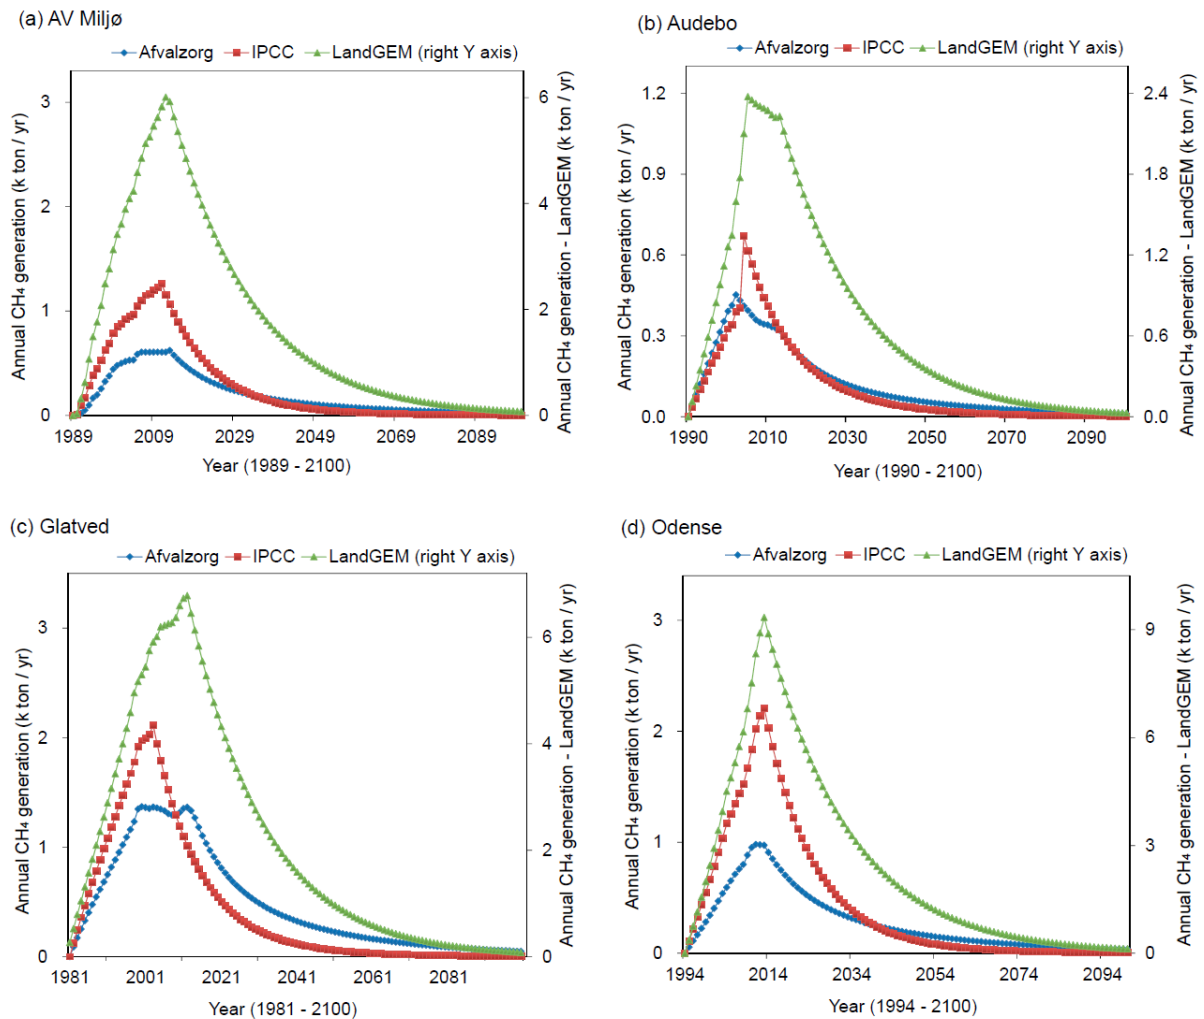 (a) AV Miljø
Afvalzorg IPCC LandGEM (right Y axis)
Annual CH₄ generation (k ton / yr)
3
2
1
0
6
4
2
0
Annual CH₄ generation - LandGEM (k ton / yr)
1989 2009 2029 2049 2069 2089
Year (1989 - 2100)
(b) Audebo
Afvalzorg IPCC LandGEM (right Y axis)
Annual CH₄ generation (k ton / yr)
1.2
0.9
0.6
0.3
0.0
2.4
1.8
1.2
0.6
0.0
Annual CH₄ generation - LandGEM (k ton / yr)
1990 2010 2030 2050 2070 2090
Year (1990 - 2100)
(c) Glatved
Afvalzorg IPCC LandGEM (right Y axis)
Annual CH₄ generation (k ton / yr)
3
2
1
0
6
4
2
0
Annual CH₄ generation - LandGEM (k ton / yr)
1981 2001 2021 2041 2061 2081
Year (1981 - 2100)
(d) Odense
Afvalzorg IPCC LandGEM (right Y axis)
Annual CH₄ generation (k ton / yr)
3
2
1
0
9
6
3
0
Annual CH₄ generation - LandGEM (k ton / yr)
1994 2014 2034 2054 2074 2094
Year (1994 - 2100)